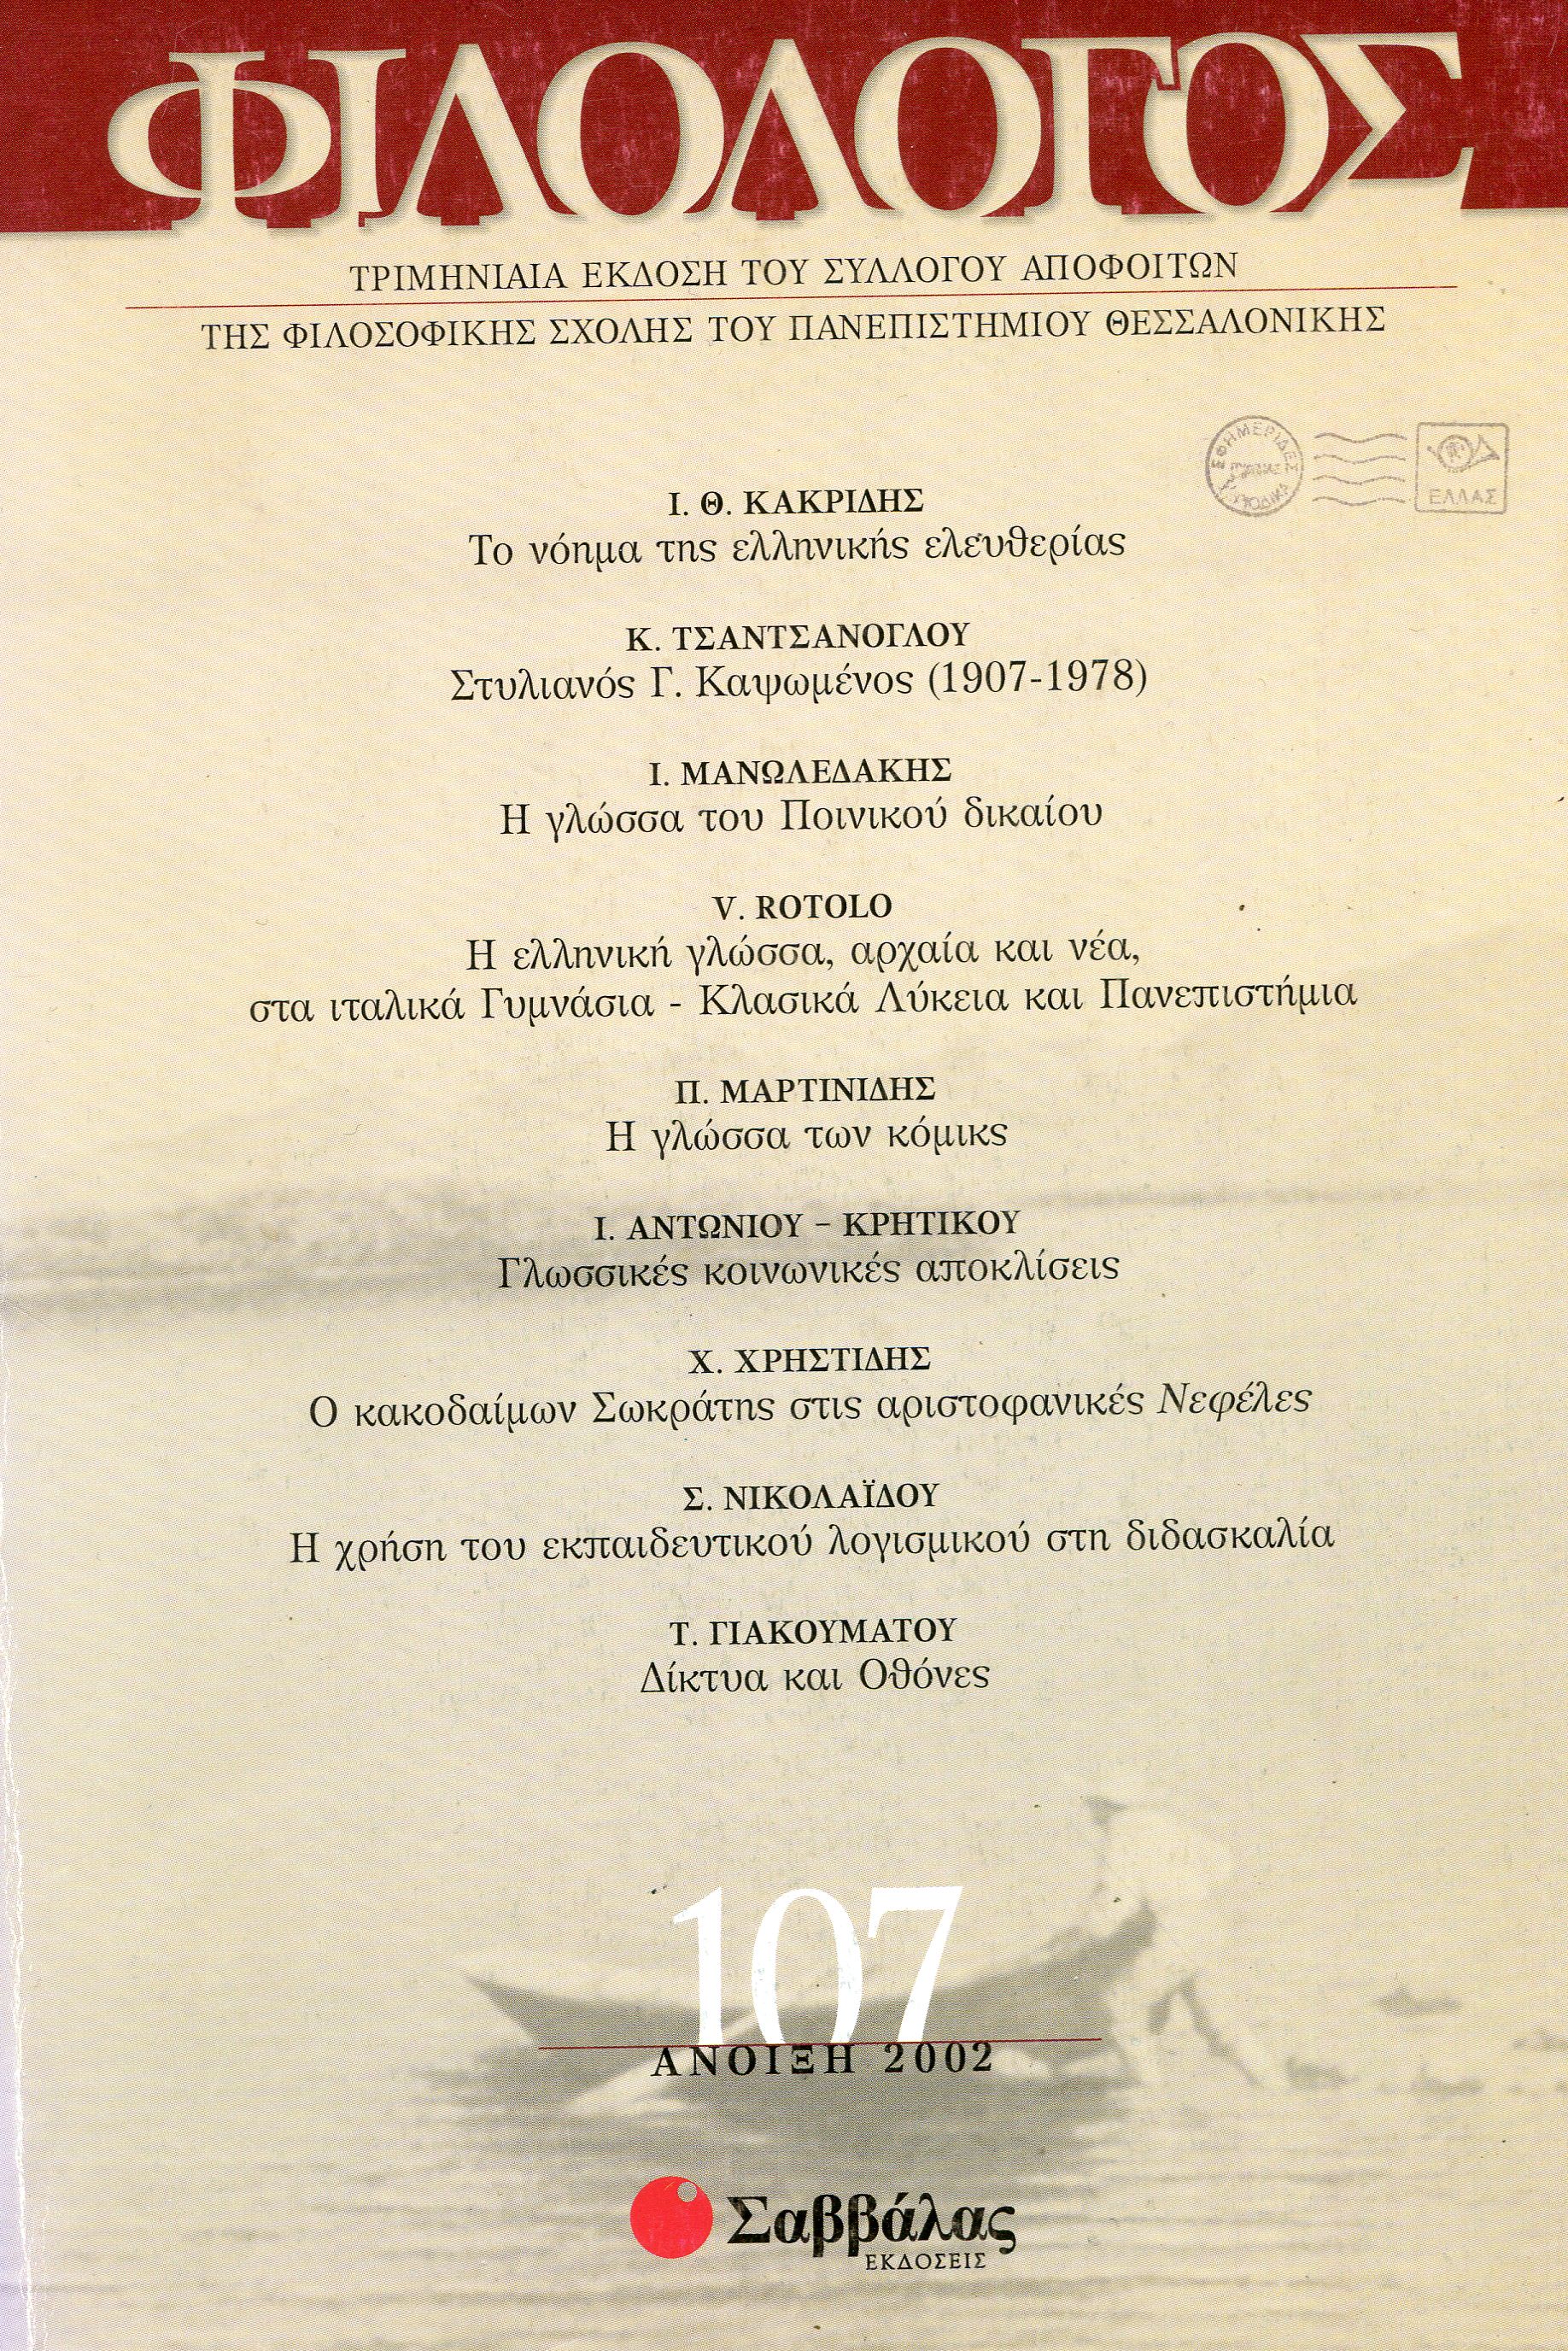 ΦΙΛΟΛΟΓΟΣ
ΤΡΙΜΗΝΙΑΙΑ ΕΚΔΟΣΗ ΤΟΥ ΣΥΛΛΟΓΟΥ ΑΠΟΦΟΙΤΩΝ
ΤΗΣ ΦΙΛΟΣΟΦΙΚΗΣ ΣΧΟΛΗΣ ΤΟΥ ΠΑΝΕΠΙΣΤΗΜΙΟΥ ΘΕΣΣΑΛΟΝΙΚΗΣ
ΕΦΗΜΕΡΙΔΕΣ
ΕΛΛΑΣ
Ι. Θ. ΚΑΚΡΙΔΗΣ
Το νόημα της ελληνικής ελευθερίας
Κ. ΤΣΑΝΤΣΑΝΟΓΛΟΥ
Στυλιανός Γ. Καψωμένος (1907-1978)
Ι. ΜΑΝΩΛΕΔΑΚΗΣ
Η γλώσσα του Ποινικού δικαίου
V. ROTOLO
Η ελληνική γλώσσα, αρχαία και νέα,
στα ιταλικά Γυμνάσια - Κλασικά Λύκεια και Πανεπιστήμια
Π. ΜΑΡΤΙΝΙΔΗΣ
Η γλώσσα των κόμικς
Ι. ΑΝΤΩΝΙΟΥ – ΚΡΗΤΙΚΟΥ
Γλωσσικές κοινωνικές αποκλίσεις
Χ. ΧΡΗΣΤΙΔΗΣ
Ο κακοδαίμων Σωκράτης στις αριστοφανικές Νεφέλες
Σ. ΝΙΚΟΛΑΪΔΟΥ
Η χρήση του εκπαιδευτικού λογισμικού στη διδασκαλία
Τ. ΓΙΑΚΟΥΜΑΤΟΥ
Δίκτυα και Οθόνες
107
ΑΝΟΙΞΗ 2002
Σαββάλας
ΕΚΔΟΣΕΙΣ